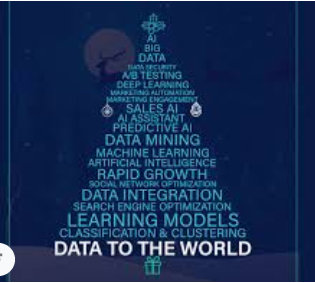 AI
BIG
DATA
DATA SECURITY
A/B TESTING
DEEP LEARNING
MARKETING AUTOMATION
MARKETING ENGAGEMENT
SALES AI
AI ASSISTANT
PREDICTIVE AI
DATA MINING
MACHINE LEARNING
ARTIFICIAL INTELLIGENCE
RAPID GROWTH
SOCIAL NETWORK OPTIMIZATION
DATA INTEGRATION
SEARCH ENGINE OPTIMIZATION
LEARNING MODELS
CLASSIFICATION & CLUSTERING
DATA TO THE WORLD